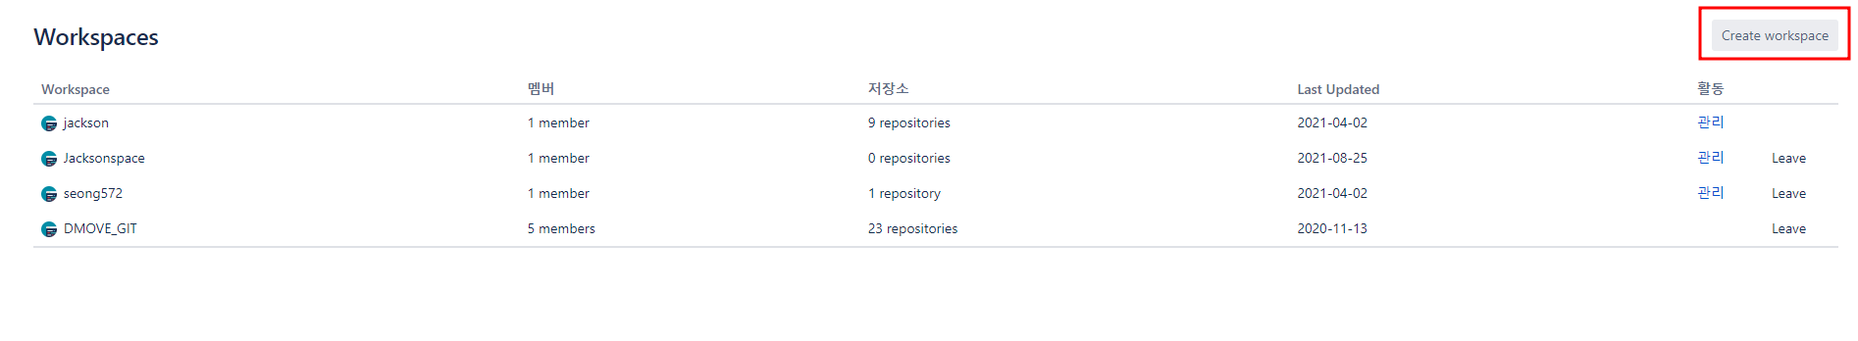 Workspaces Create workspace
Workspace 멤버 저장소 Last Updated 활동
jackson 1 member 9 repositories 2021-04-02 관리
Jacksonspace 1 member 0 repositories 2021-08-25 관리 Leave
seong572 1 member 1 repository 2021-04-02 관리 Leave
DMOVE_GIT 5 members 23 repositories 2020-11-13 Leave